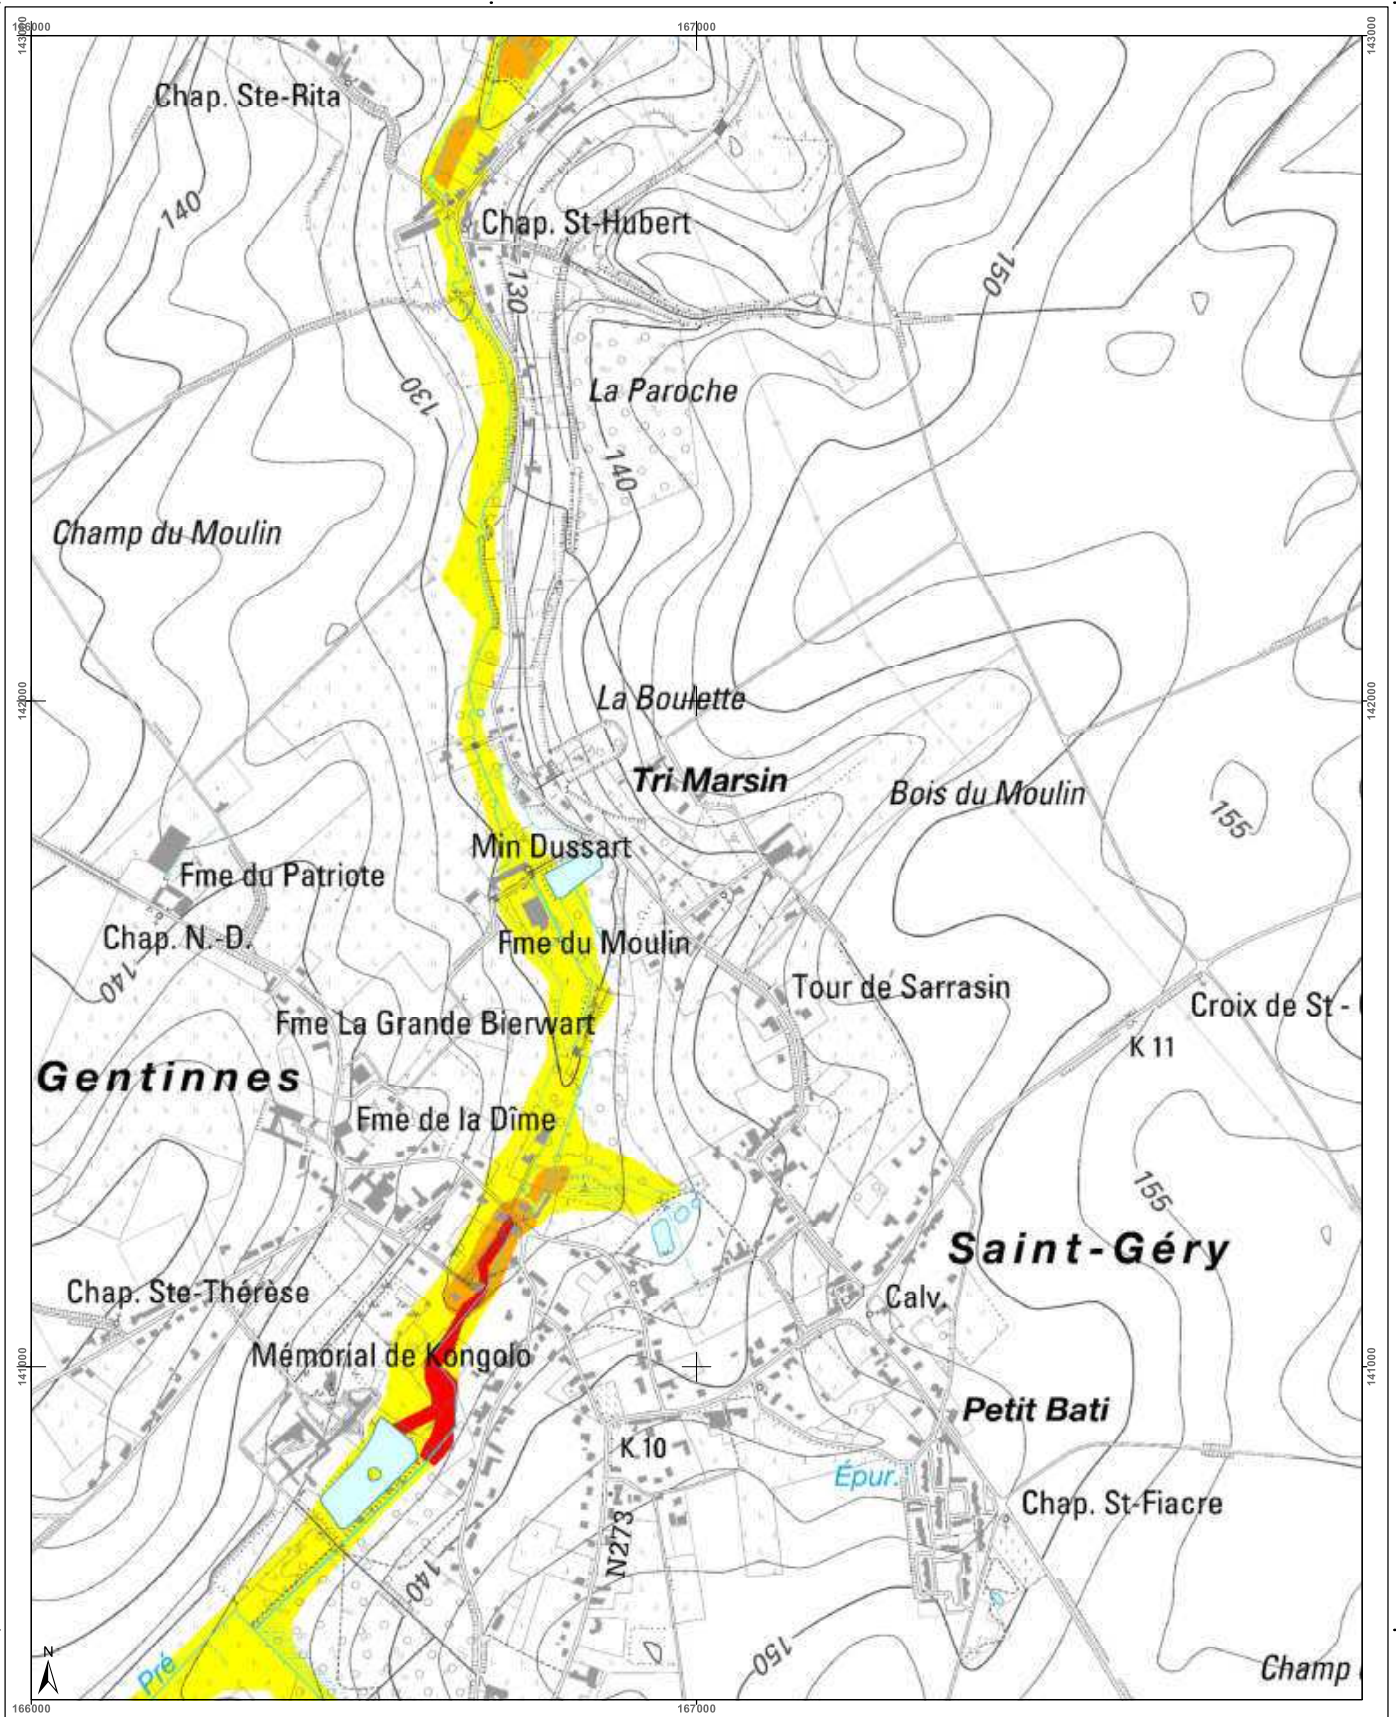 166000
167000
143000
143000
Chap. Ste-Rita
140
Chap. St-Hubert
130
150
130
La Paroche
140
Champ du Moulin
La Boulette
142000
142000
Tri Marsin
Bois du Moulin
155
Min Dussart
Fme du Patriote
Chap. N.-D.
Fme du Moulin
140
Tour de Sarrasin
Croix de St -
Fme La Grande Bierwart
K 11
Gentinnes
Fme de la Dîme
155
Saint-Géry
Chap. Ste-Thérèse
Calv.
Mémorial de Kongolo
141000
141000
Petit Bati
K 10
Épur.
Chap. St-Fiacre
N273
140
150
N
Pré
Champ
166000
167000